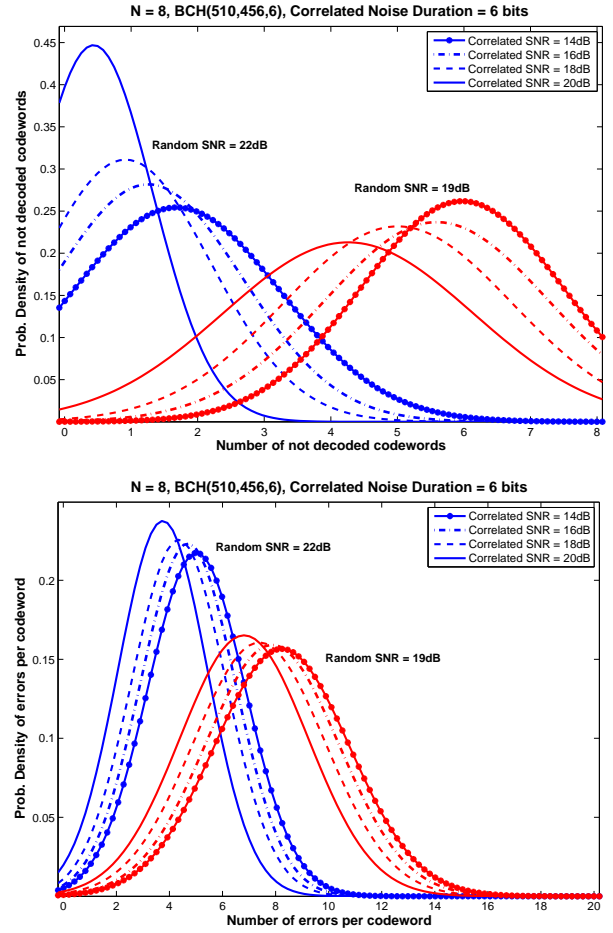 N = 8, BCH(510,456,6), Correlated Noise Duration = 6 bits
Prob. Density of not decoded codewords
0.45
0.4
0.35
0.3
0.25
0.2
0.15
0.1
0.05
Correlated SNR = 14dB
Correlated SNR = 16dB
Correlated SNR = 18dB
Correlated SNR = 20dB
Random SNR = 22dB
Random SNR = 19dB
0 1 2 3 4 5 6 7 8
Number of not decoded codewords
N = 8, BCH(510,456,6), Correlated Noise Duration = 6 bits
Prob. Density of errors per codeword
0.2
0.15
0.1
0.05
0
Correlated SNR = 14dB
Correlated SNR = 16dB
Correlated SNR = 18dB
Correlated SNR = 20dB
Random SNR = 22dB
Random SNR = 19dB
0 2 4 6 8 10 12 14 16 18 20
Number of errors per codeword